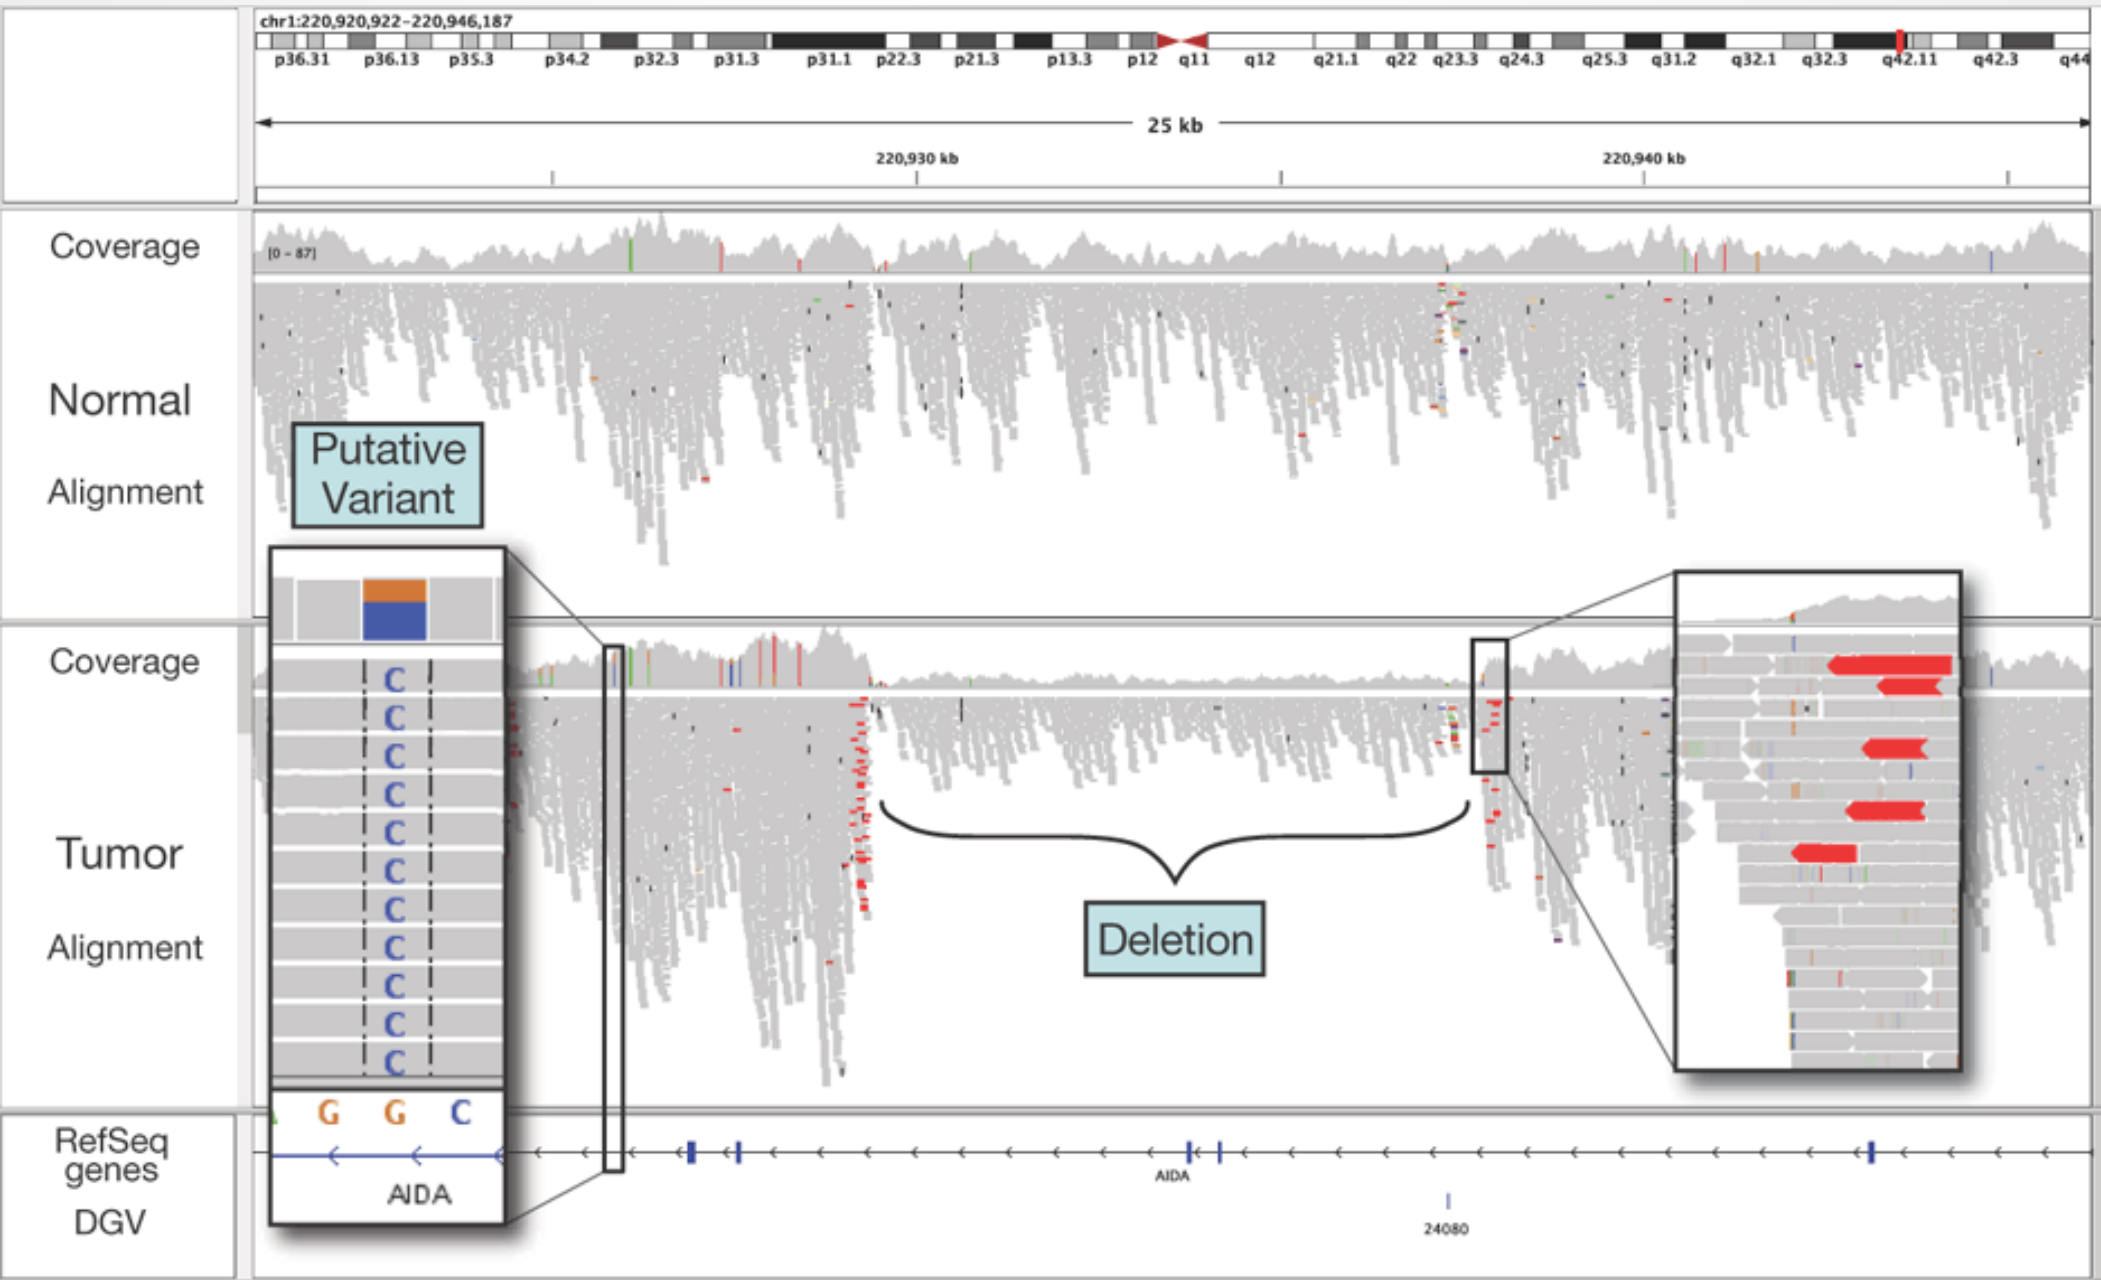 chr1:220,920,922-220,946,187
p36.31 p36.13 p35.3 p34.2 p32.3 p31.3 p31.1 p22.3 p21.3 p13.3 p12 q11 q12 q21.1 q22 q23.3 q24.3 q25.3 q31.2 q32.1 q32.3 q42.11 q42.3 q44
25 kb
220,930 kb 220,940 kb
Coverage
[0 - 87]
Normal
Alignment
Putative
Variant
Coverage
Tumor
Alignment
C
C
C
C
C
C
C
C
C
C
C
G G C
AIDA
Deletion
RefSeq
genes
AIDA
DGV
24080